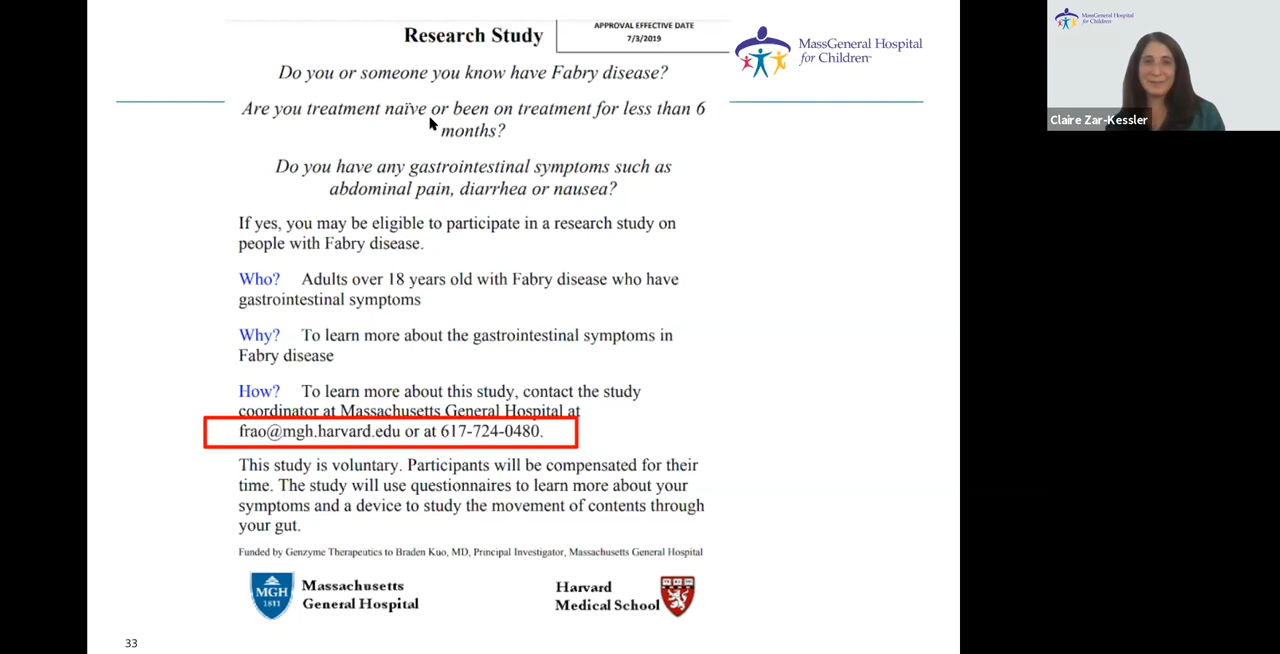 Research Study
APPROVAL EFFECTIVE DATE
7/3/2019
MassGeneral Hospital
for Children
Do you or someone you know have Fabry disease?
Are you treatment naïve or been on treatment for less than 6
months?
Do you have any gastrointestinal symptoms such as
abdominal pain, diarrhea or nausea?
If yes, you may be eligible to participate in a research study on
people with Fabry disease.
Who? Adults over 18 years old with Fabry disease who have
gastrointestinal symptoms
Why? To learn more about the gastrointestinal symptoms in
Fabry disease
How? To learn more about this study, contact the study
coordinator at Massachusetts General Hospital at
frao@mgh.harvard.edu or at 617-724-0480.
This study is voluntary. Participants will be compensated for their
time. The study will use questionnaires to learn more about your
symptoms and a device to study the movement of contents through
your gut.
Funded by Genzyme Therapeutics to Braden Kuo, MD, Principal Investigator, Massachusetts General Hospital
MGH
1811
Massachusetts
General Hospital
Harvard
Medical School
VE RI TAS
33
MassGeneral Hospital
for Children
Claire Zar-Kessler